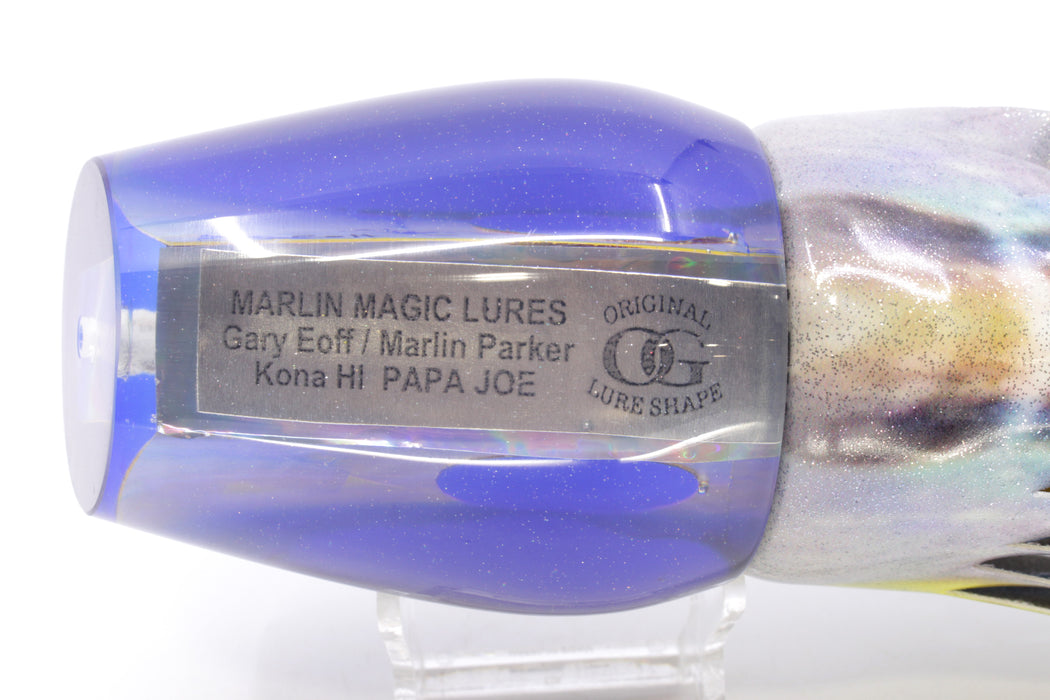 MARLIN MAGIC LURES
Gary Eoff / Marlin Parker
Kona HI PAPA JOE
ORIGINAL
OG
LURE SHAPE